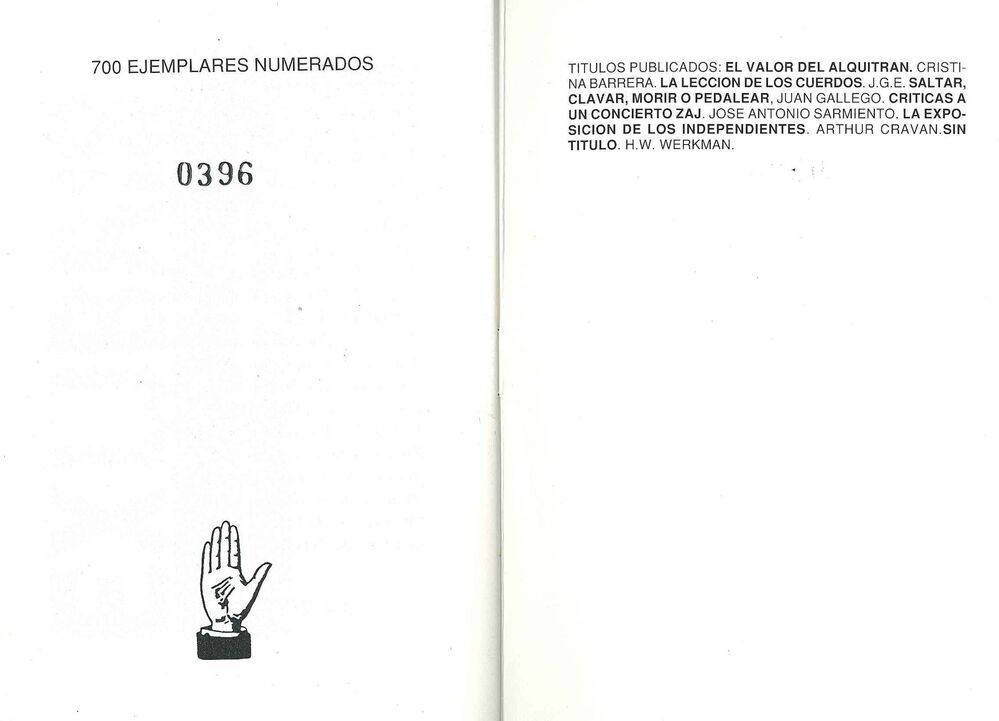 700 EJEMPLARES NUMERADOS
0396
TITULOS PUBLICADOS: EL VALOR DEL ALQUITRAN. CRISTI-
NA BARRERA. LA LECCION DE LOS CUERDOS. J.G.E. SALTAR,
CLAVAR, MORIR O PEDALEAR, JUAN GALLEGO. CRITICAS A
UN CONCIERTO ZAJ. JOSE ANTONIO SARMIENTO. LA EXPO-
SICION DE LOS INDEPENDIENTES. ARTHUR CRAVAN.SIN
TITULO. H.W. WERKMAN.